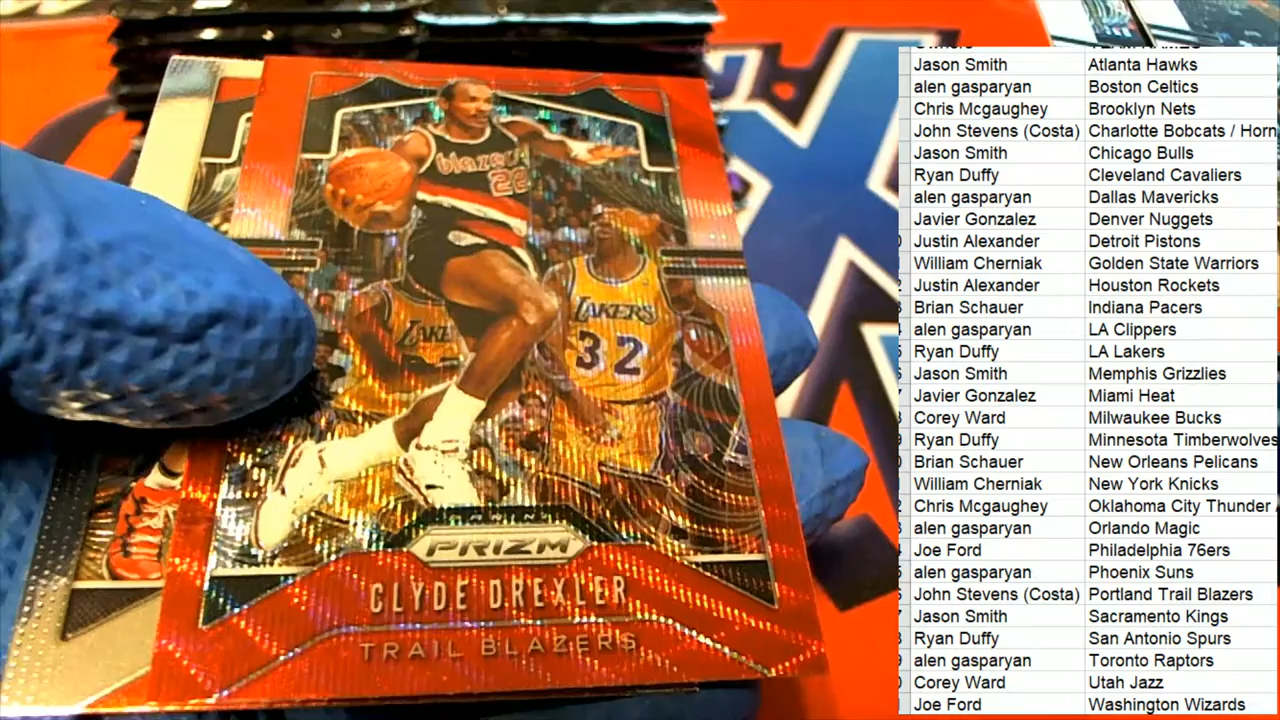 blazers
22
LAKERS
32
PRIZM
CLYDE DREXLER
TRAIL BLAZERS
Owners TEAM NAMES
Jason Smith Atlanta Hawks
alen gasparyan Boston Celtics
Chris Mcgaughey Brooklyn Nets
John Stevens (Costa) Charlotte Bobcats / Horn
Jason Smith Chicago Bulls
Ryan Duffy Cleveland Cavaliers
alen gasparyan Dallas Mavericks
Javier Gonzalez Denver Nuggets
Justin Alexander Detroit Pistons
William Cherniak Golden State Warriors
Justin Alexander Houston Rockets
Brian Schauer Indiana Pacers
alen gasparyan LA Clippers
Ryan Duffy LA Lakers
Jason Smith Memphis Grizzlies
Javier Gonzalez Miami Heat
Corey Ward Milwaukee Bucks
Ryan Duffy Minnesota Timberwolves
Brian Schauer New Orleans Pelicans
William Cherniak New York Knicks
Chris Mcgaughey Oklahoma City Thunder
alen gasparyan Orlando Magic
Joe Ford Philadelphia 76ers
alen gasparyan Phoenix Suns
John Stevens (Costa) Portland Trail Blazers
Jason Smith Sacramento Kings
Ryan Duffy San Antonio Spurs
alen gasparyan Toronto Raptors
Corey Ward Utah Jazz
Joe Ford Washington Wizards